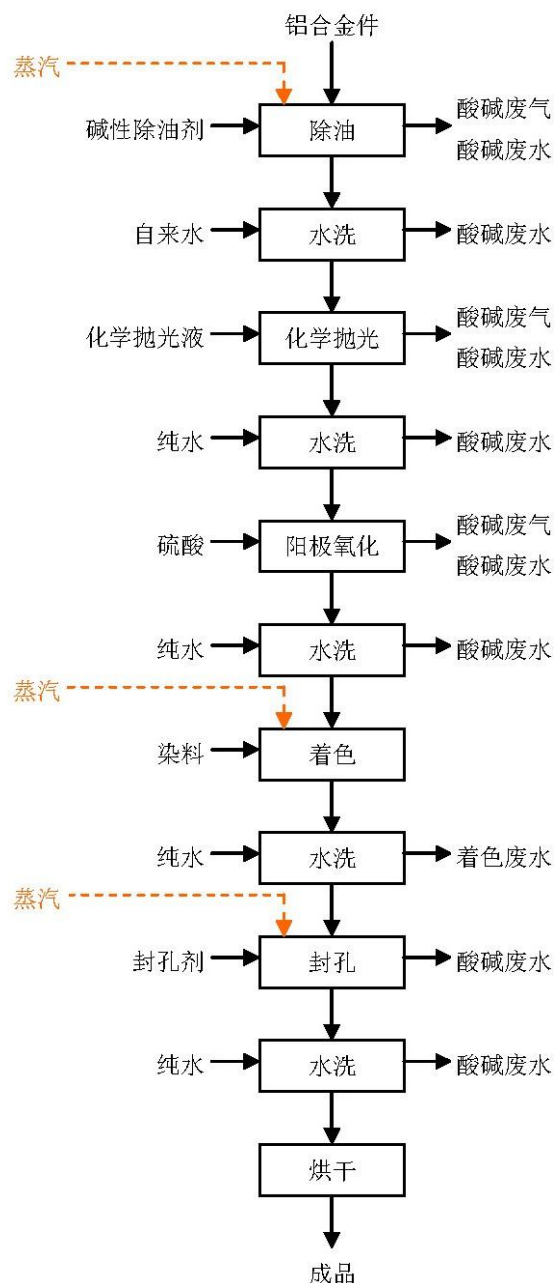 铝合金件
蒸汽
碱性除油剂
除油
酸碱废气
酸碱废水
自来水
水洗
酸碱废水
化学抛光液
化学抛光
酸碱废气
酸碱废水
纯水
水洗
酸碱废水
硫酸
阳极氧化
酸碱废气
酸碱废水
纯水
水洗
酸碱废水
蒸汽
染料
着色
纯水
水洗
着色废水
蒸汽
封孔剂
封孔
酸碱废水
纯水
水洗
酸碱废水
烘干
成品